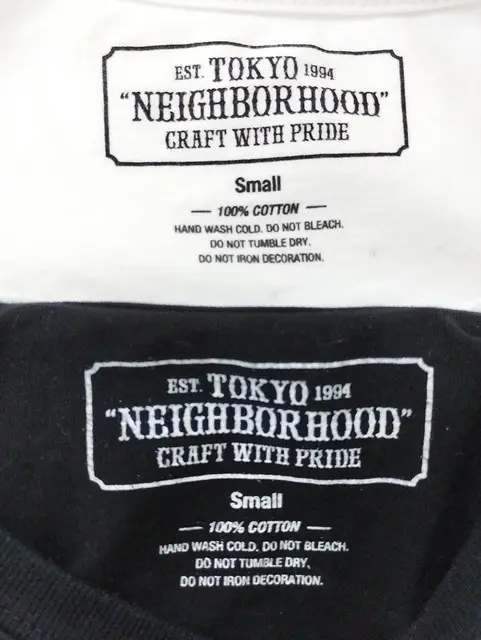 EST. TOKYO 1994
"NEIGHBORHOOD"
CRAFT WITH PRIDE
Small
— 100% COTTON —
HAND WASH COLD. DO NOT BLEACH.
DO NOT TUMBLE DRY.
DO NOT IRON DECORATION.
EST. TOKYO 1994
"NEIGHBORHOOD"
CRAFT WITH PRIDE
Small
— 100% COTTON —
HAND WASH COLD. DO NOT BLEACH.
DO NOT TUMBLE DRY.
DO NOT IRON DECORATION.